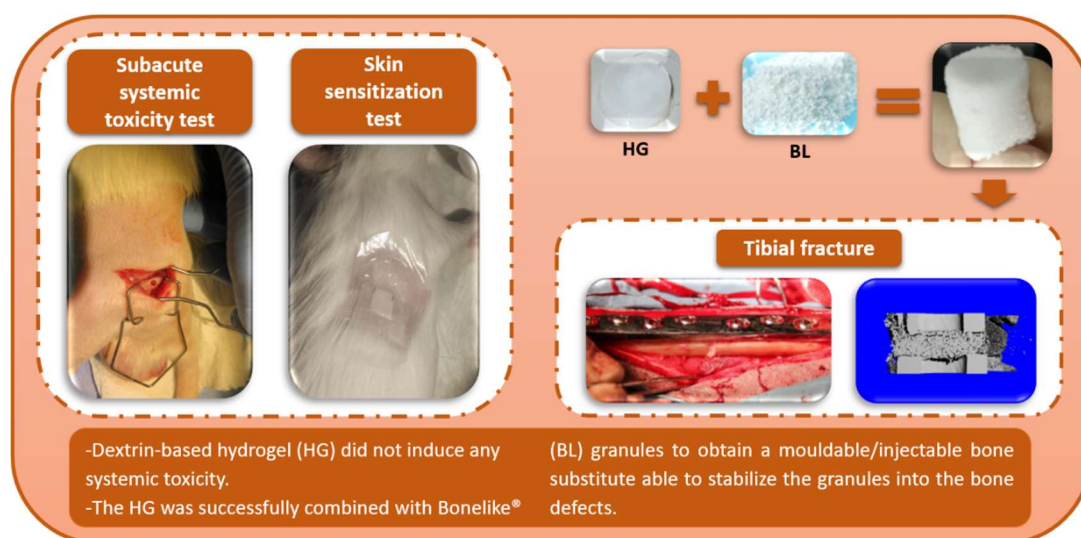 Subacute
systemic
toxicity test
Skin
sensitization
test
HG
BL
Tibial fracture
-Dextrin-based hydrogel (HG) did not induce any
systemic toxicity.
-The HG was successfully combined with Bonelike®
(BL) granules to obtain a mouldable/injectable bone
substitute able to stabilize the granules into the bone
defects.